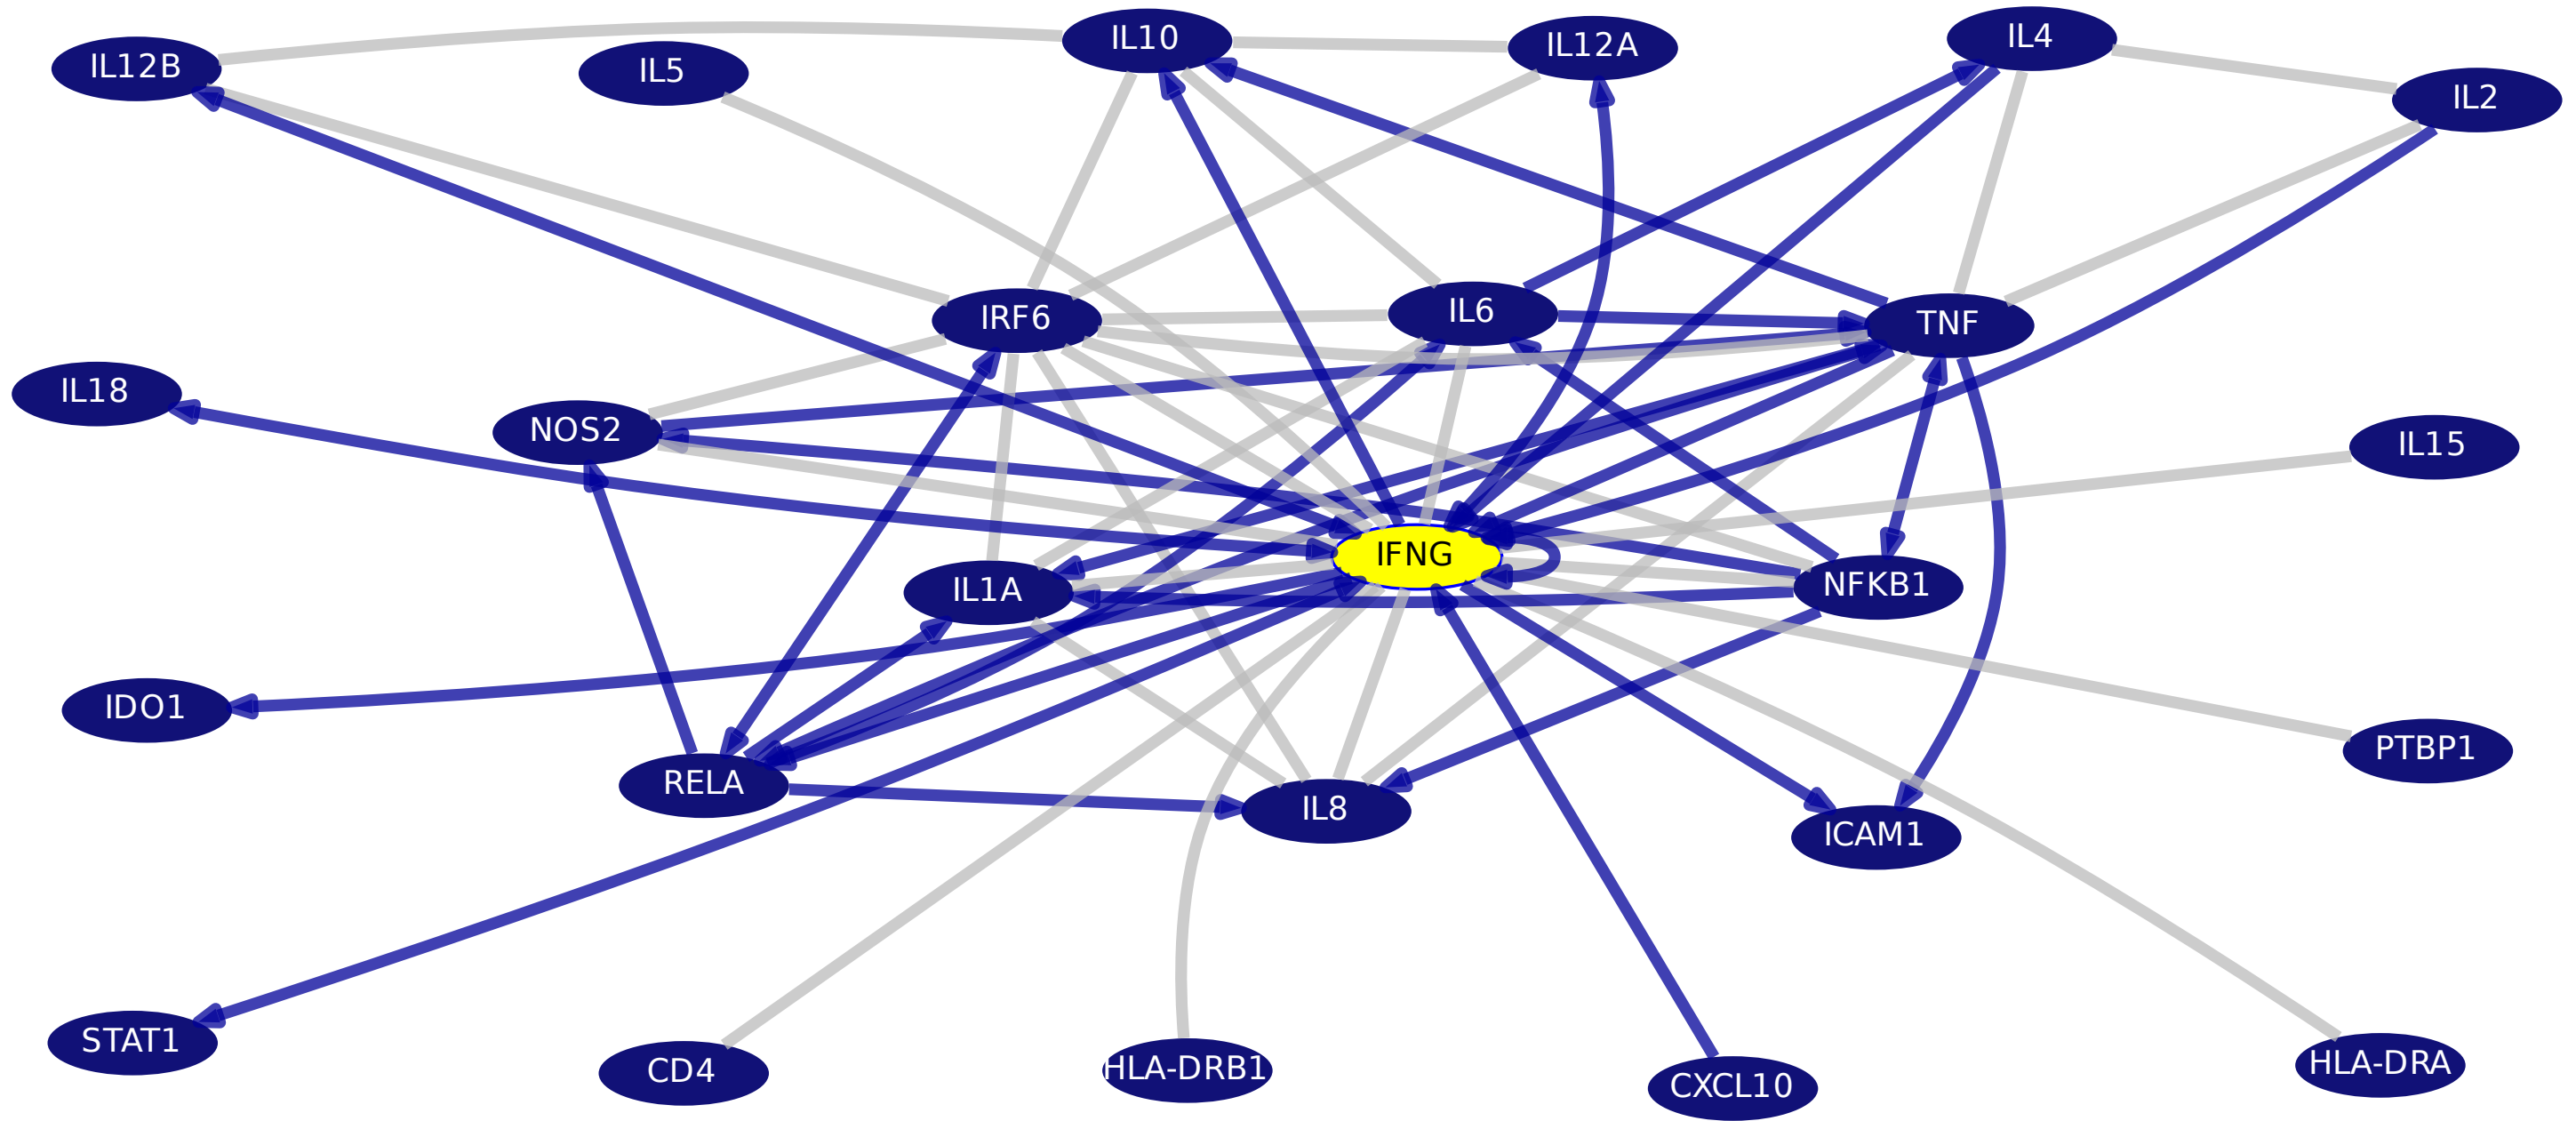 IL12B
IL5
IL10
IL12A
IL4
IL2
IRF6
IL6
TNF
IL18
NOS2
IL15
IFNG
IL1A
NFKB1
IDO1
RELA
IL8
ICAM1
PTBP1
STAT1
CD4
HLA-DRB1
CXCL10
HLA-DRA